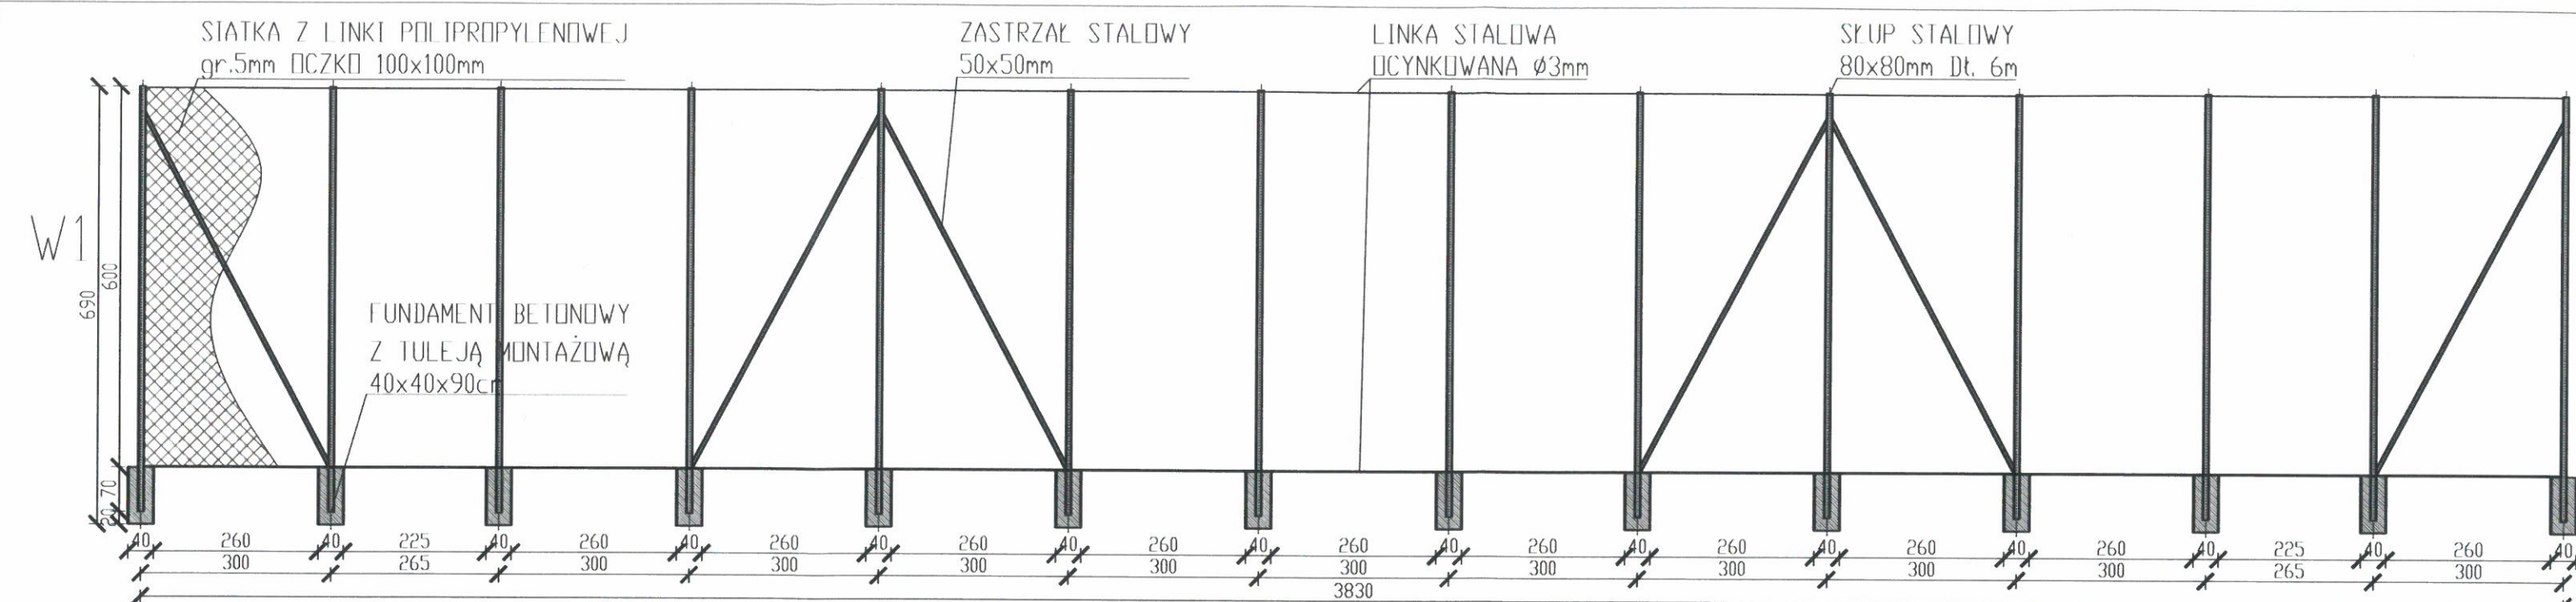 SIATKA Z LINKI POLIPROPYLENOWEJ
gr.5mm OCZKO 100x100mm
ZASTRZAŁ STALOWY
50x50mm
LINKA STALOWA
OCYNKOWANA Ø3mm
SŁUP STALOWY
80x80mm Dł. 6m
W1
690
600
70
20
FUNDAMENT BETONOWY
Z TULEJĄ MONTAŻOWĄ
40x40x90cm
40 260 40 225 40 260 40 260 40 260 40 260 40 260 40 260 40 260 40 260 40 260 40 225 40 260 40
300 265 300 300 300 300 300 300 300 300 300 265 300
3830